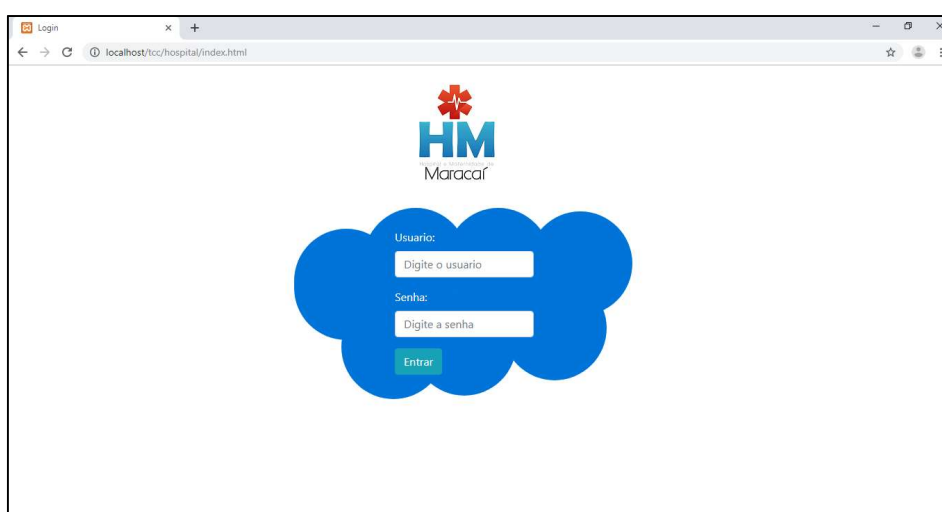 Login
localhost/tcc/hospital/index.html
HM
Maracaí
Usuario:
Digite o usuario
Senha:
Digite a senha
Entrar